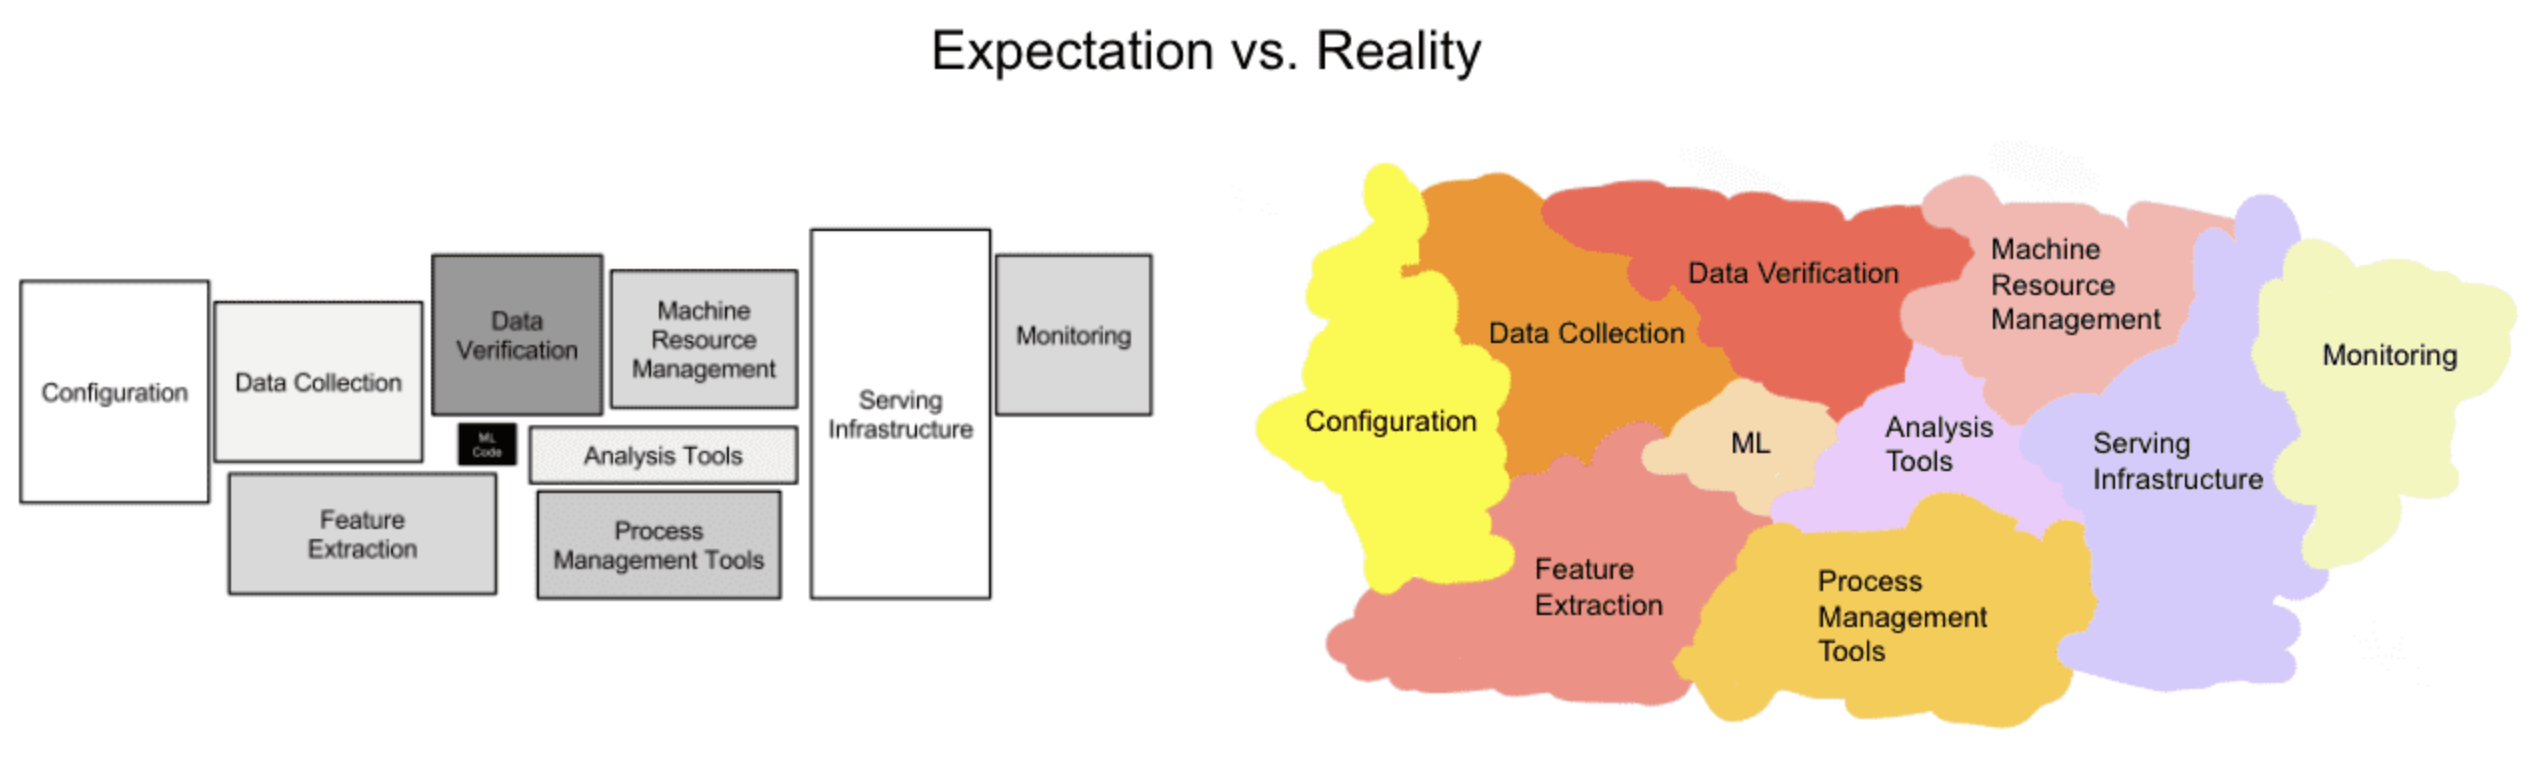 Expectation vs. Reality
Configuration
Data Collection
Data
Verification
Machine
Resource
Management
ML
Code
Analysis Tools
Feature
Extraction
Process
Management Tools
Serving
Infrastructure
Monitoring
Configuration
Data Collection
Data Verification
Machine
Resource
Management
ML
Analysis
Tools
Serving
Infrastructure
Monitoring
Feature
Extraction
Process
Management
Tools